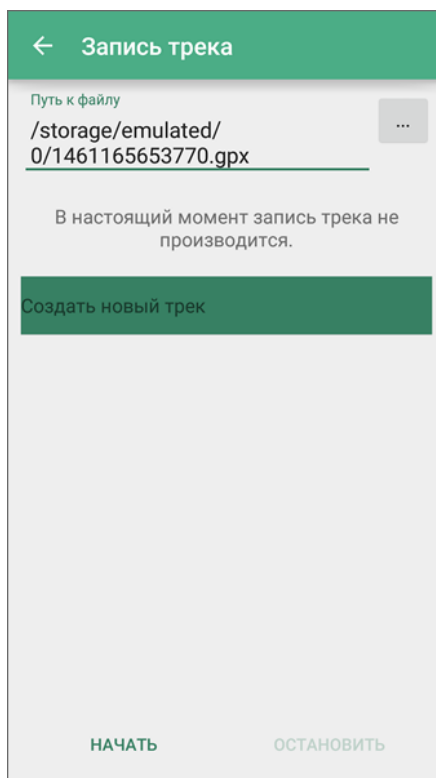 Запись трека
Путь к файлу
/storage/emulated/
0/1461165653770.gpx
...
В настоящий момент запись трека не
производится.
Создать новый трек
НАЧАТЬ
ОСТАНОВИТЬ